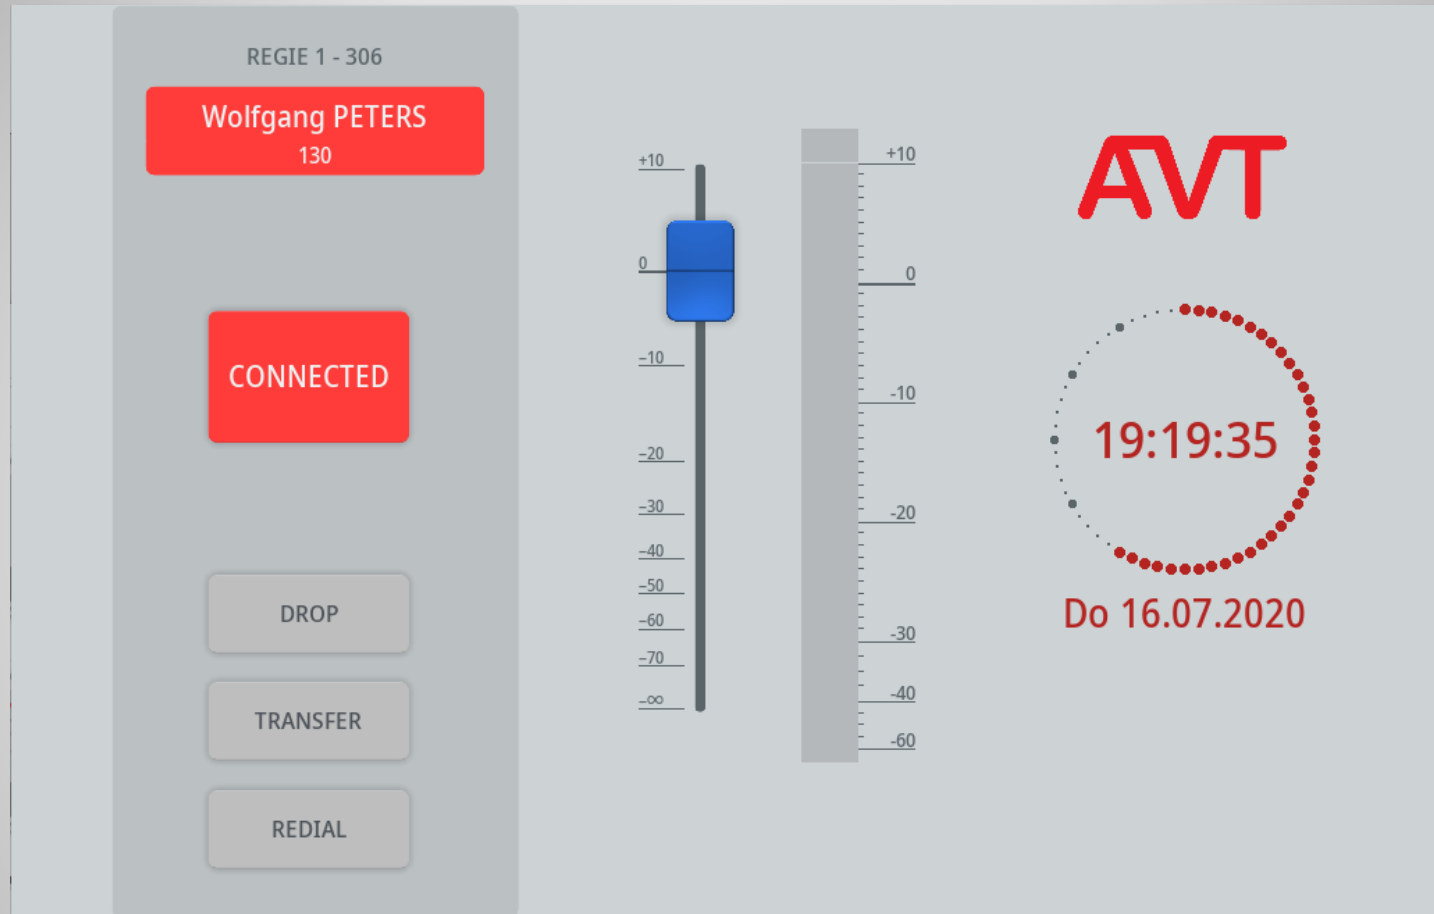 REGIE 1 - 306
Wolfgang PETERS
130
CONNECTED
DROP
TRANSFER
REDIAL
+10
0
–10
–20
–30
–40
–50
–60
–70
–∞
+10
0
-10
-20
-30
-40
-60
AVT
19:19:35
Do 16.07.2020